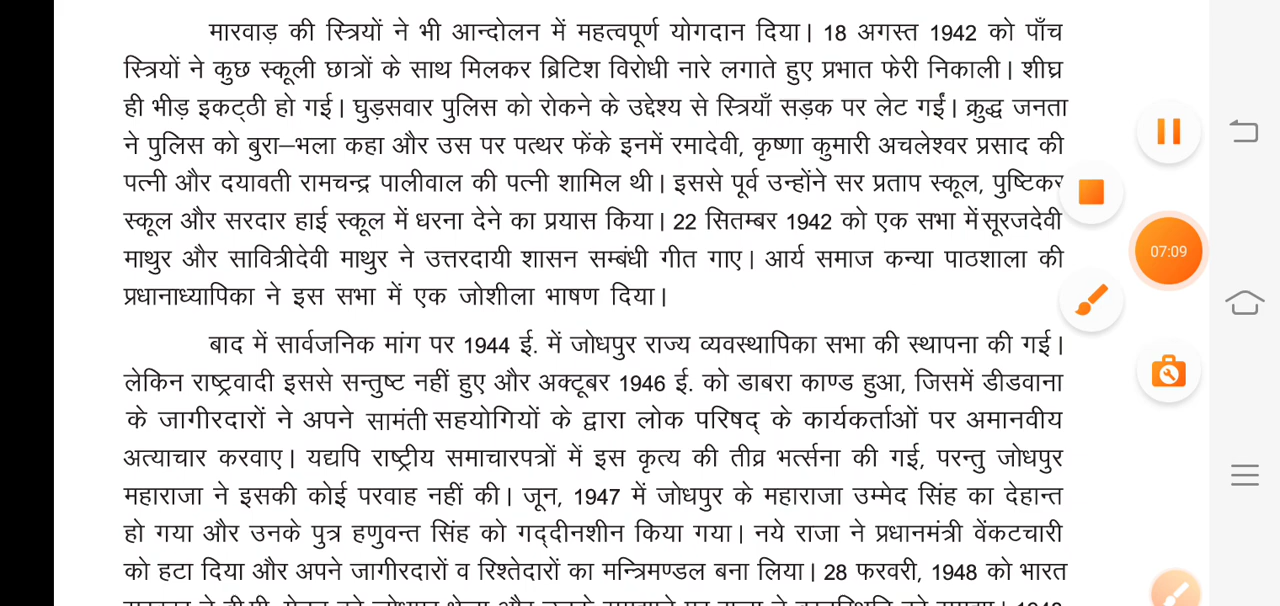 मारवाड़ की स्त्रियों ने भी आन्दोलन में महत्वपूर्ण योगदान दिया। 18 अगस्त 1942 को पाँच
स्त्रियों ने कुछ स्कूली छात्रों के साथ मिलकर ब्रिटिश विरोधी नारे लगाते हुए प्रभात फेरी निकाली। शीघ्र
ही भीड़ इकट्ठी हो गई। घुड़सवार पुलिस को रोकने के उद्देश्य से स्त्रियाँ सड़क पर लेट गईं। क्रुद्ध जनता
ने पुलिस को बुरा–भला कहा और उस पर पत्थर फेंके इनमें रमादेवी, कृष्णा कुमारी अचलेश्वर प्रसाद की
पत्नी और दयावती रामचन्द्र पालीवाल की पत्नी शामिल थी। इससे पूर्व उन्होंने सर प्रताप स्कूल, पुष्टिकर
स्कूल और सरदार हाई स्कूल में धरना देने का प्रयास किया। 22 सितम्बर 1942 को एक सभा में सूरजदेवी
माथुर और सावित्रीदेवी माथुर ने उत्तरदायी शासन सम्बंधी गीत गाए। आर्य समाज कन्या पाठशाला की
प्रधानाध्यापिका ने इस सभा में एक जोशीला भाषण दिया।
बाद में सार्वजनिक मांग पर 1944 ई. में जोधपुर राज्य व्यवस्थापिका सभा की स्थापना की गई।
लेकिन राष्ट्रवादी इससे सन्तुष्ट नहीं हुए और अक्टूबर 1946 ई. को डाबरा काण्ड हुआ, जिसमें डीडवाना
के जागीरदारों ने अपने सामंती सहयोगियों के द्वारा लोक परिषद् के कार्यकर्ताओं पर अमानवीय
अत्याचार करवाए। यद्यपि राष्ट्रीय समाचारपत्रों में इस कृत्य की तीव्र भर्त्सना की गई, परन्तु जोधपुर
महाराजा ने इसकी कोई परवाह नहीं की। जून, 1947 में जोधपुर के महाराजा उम्मेद सिंह का देहान्त
हो गया और उनके पुत्र हणुवन्त सिंह को गद्दीनशीन किया गया। नये राजा ने प्रधानमंत्री वेंकटचारी
को हटा दिया और अपने जागीरदारों व रिश्तेदारों का मन्त्रिमण्डल बना लिया। 28 फरवरी, 1948 को भारत
07:09